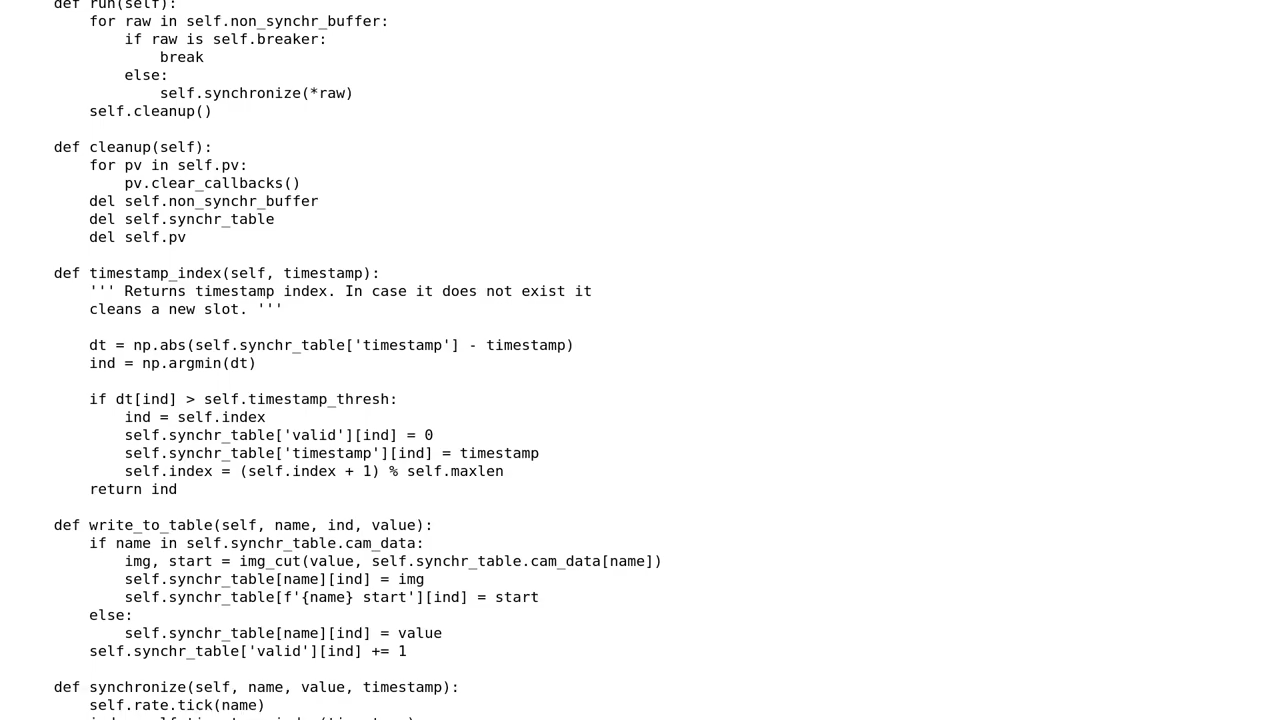 def run(self):
for raw in self.non_synchr_buffer:
if raw is self.breaker:
break
else:
self.synchronize(*raw)
self.cleanup()
def cleanup(self):
for pv in self.pv:
pv.clear_callbacks()
del self.non_synchr_buffer
del self.synchr_table
del self.pv
def timestamp_index(self, timestamp):
''' Returns timestamp index. In case it does not exist it
cleans a new slot. '''
dt = np.abs(self.synchr_table['timestamp'] - timestamp)
ind = np.argmin(dt)
if dt[ind] > self.timestamp_thresh:
ind = self.index
self.synchr_table['valid'][ind] = 0
self.synchr_table['timestamp'][ind] = timestamp
self.index = (self.index + 1) % self.maxlen
return ind
def write_to_table(self, name, ind, value):
if name in self.synchr_table.cam_data:
img, start = img_cut(value, self.synchr_table.cam_data[name])
self.synchr_table[name][ind] = img
self.synchr_table[f'{name} start'][ind] = start
else:
self.synchr_table[name][ind] = value
self.synchr_table['valid'][ind] += 1
def synchronize(self, name, value, timestamp):
self.rate.tick(name)